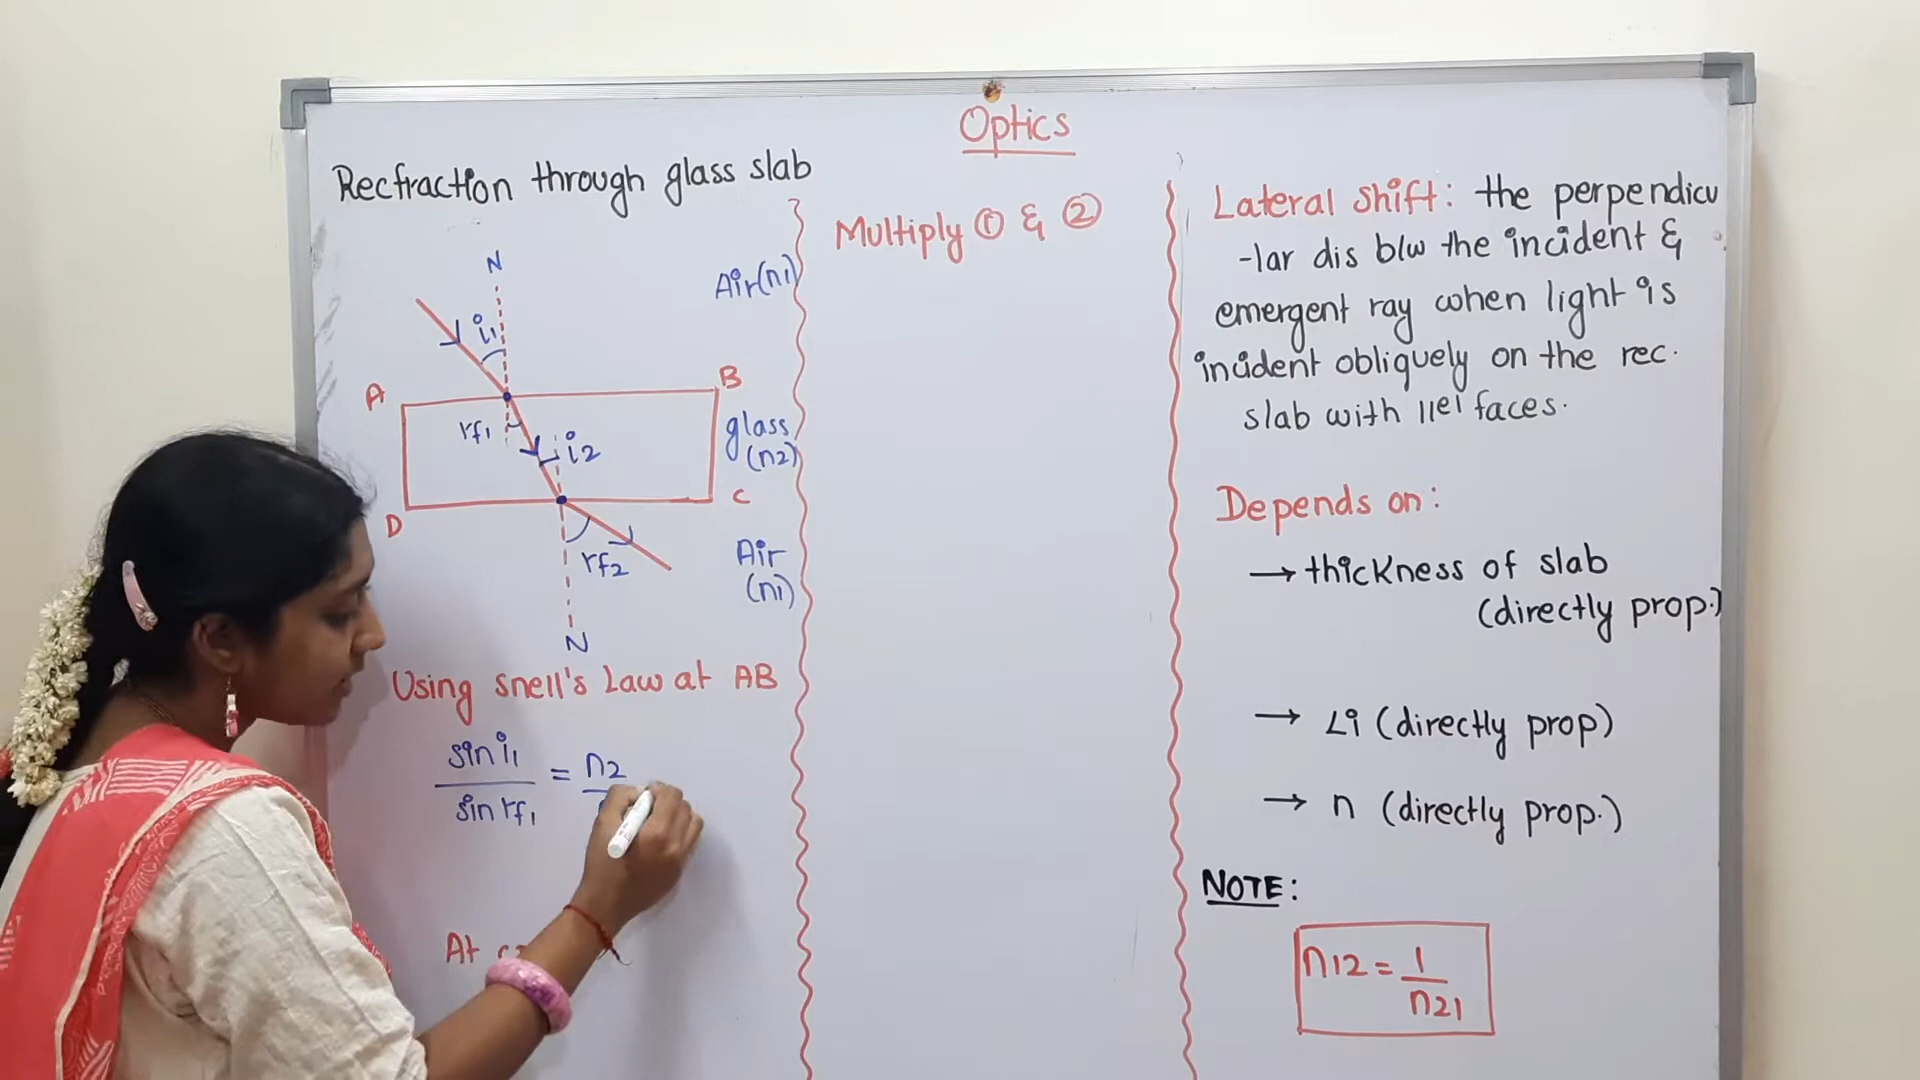 Optics
Recfraction through glass slab
N
Air(n1)
i1
A
B
rf1
glass
(n2)
i2
D
C
rf2
Air
(n1)
N
Using snell's Law at AB
sin i1
sin rf1
= n2
At
Multiply ① & ②
Lateral shift: the perpendicu
-lar dis b/w the incident &
emergent ray when light is
incident obliquely on the rec.
slab with llel faces.
Depends on:
→ thickness of slab
(directly prop.)
→ ∠i (directly prop)
→ n (directly prop.)
NOTE:
n12 = 1
n21